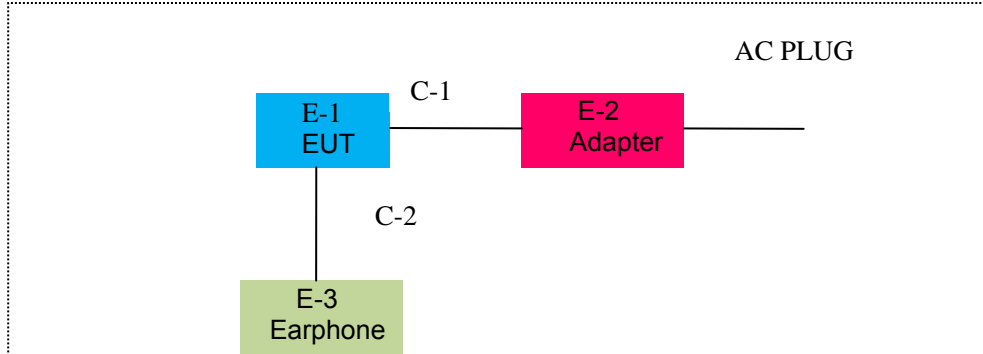 AC PLUG
C-1
E-1
EUT
E-2
Adapter
C-2
E-3
Earphone